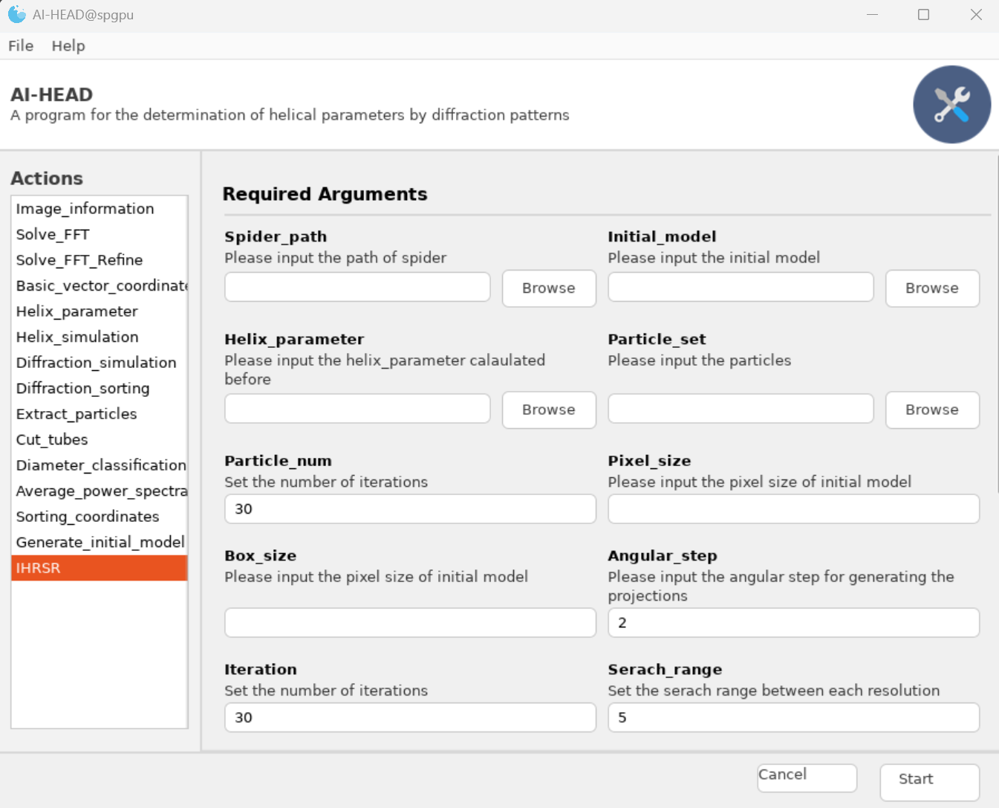 AI-HEAD@spgpu
File Help
AI-HEAD
A program for the determination of helical parameters by diffraction patterns
Actions
Image_information
Solve_FFT
Solve_FFT_Refine
Basic_vector_coordinate
Helix_parameter
Helix_simulation
Diffraction_simulation
Diffraction_sorting
Extract_particles
Cut_tubes
Diameter_classification
Average_power_spectra
Sorting_coordinates
Generate_initial_model
IHRSR
Required Arguments
Spider_path
Please input the path of spider
Browse
Initial_model
Please input the initial model
Browse
Helix_parameter
Please input the helix_parameter calaulated
before
Browse
Particle_set
Please input the particles
Browse
Particle_num
Set the number of iterations
30
Pixel_size
Please input the pixel size of initial model
Box_size
Please input the pixel size of initial model
Angular_step
Please input the angular step for generating the
projections
2
Iteration
Set the number of iterations
30
Serach_range
Set the serach range between each resolution
5
Cancel
Start